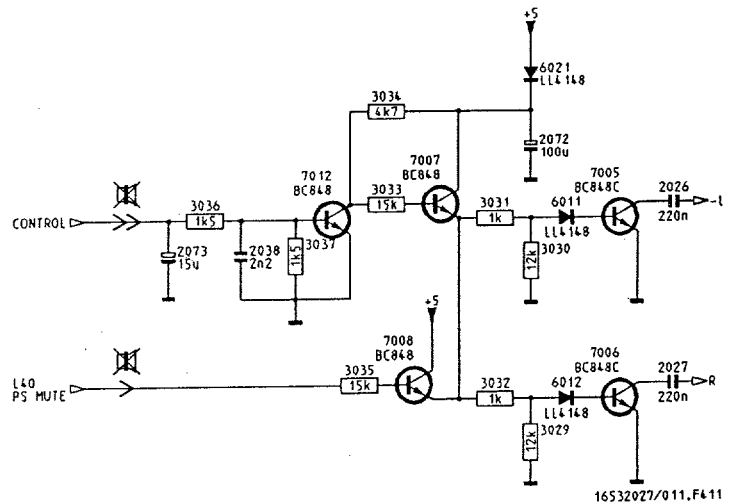 +5
6021
LL4148
3034
4k7
2072
100u
7012
BC848
7007
BC848
7005
BC848C
2026
-L
220n
3036
1k5
3033
15k
3031
1k
6011
LL4148
CONTROL
2073
15u
2038
2n2
3037
1k5
3030
12k
+5
7008
BC848
7006
BC848C
2027
R
220n
L40
PS MUTE
3035
15k
3032
1k
6012
LL4148
3029
12k
16532027/011.F411